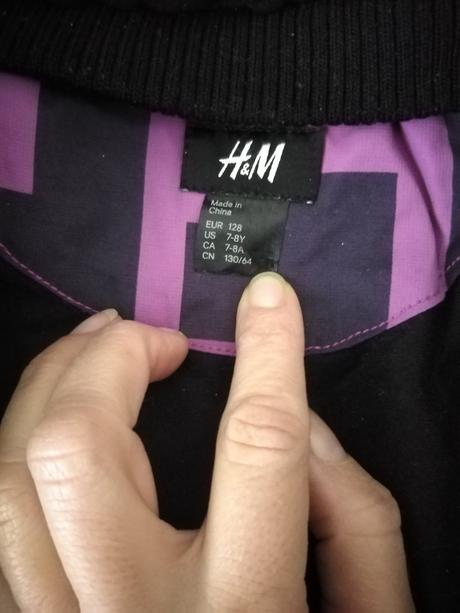 H&M
Made in
China
EUR 128
US 7-8Y
CA 7-8A
CN 130/64